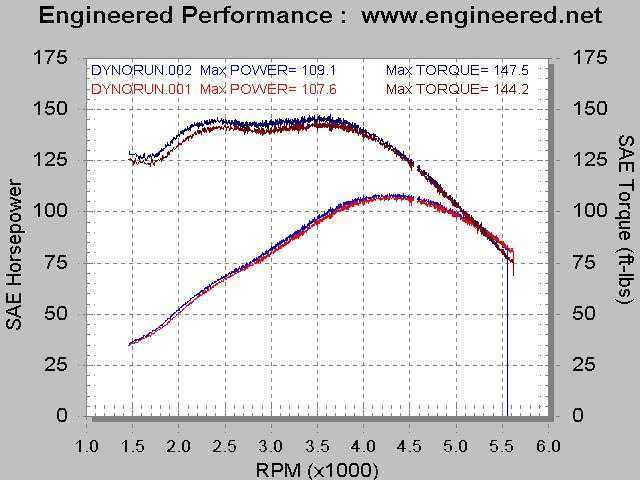 Engineered Performance : www.engineered.net
175 175
DYNORUN.002 Max POWER= 109.1 Max TORQUE= 147.5
DYNORUN.001 Max POWER= 107.6 Max TORQUE= 144.2
150 150
125 125
100 100
75 75
50 50
25 25
0 0
SAE Horsepower
SAE Torque (ft-lbs)
1.0 1.5 2.0 2.5 3.0 3.5 4.0 4.5 5.0 5.5 6.0
RPM (x1000)